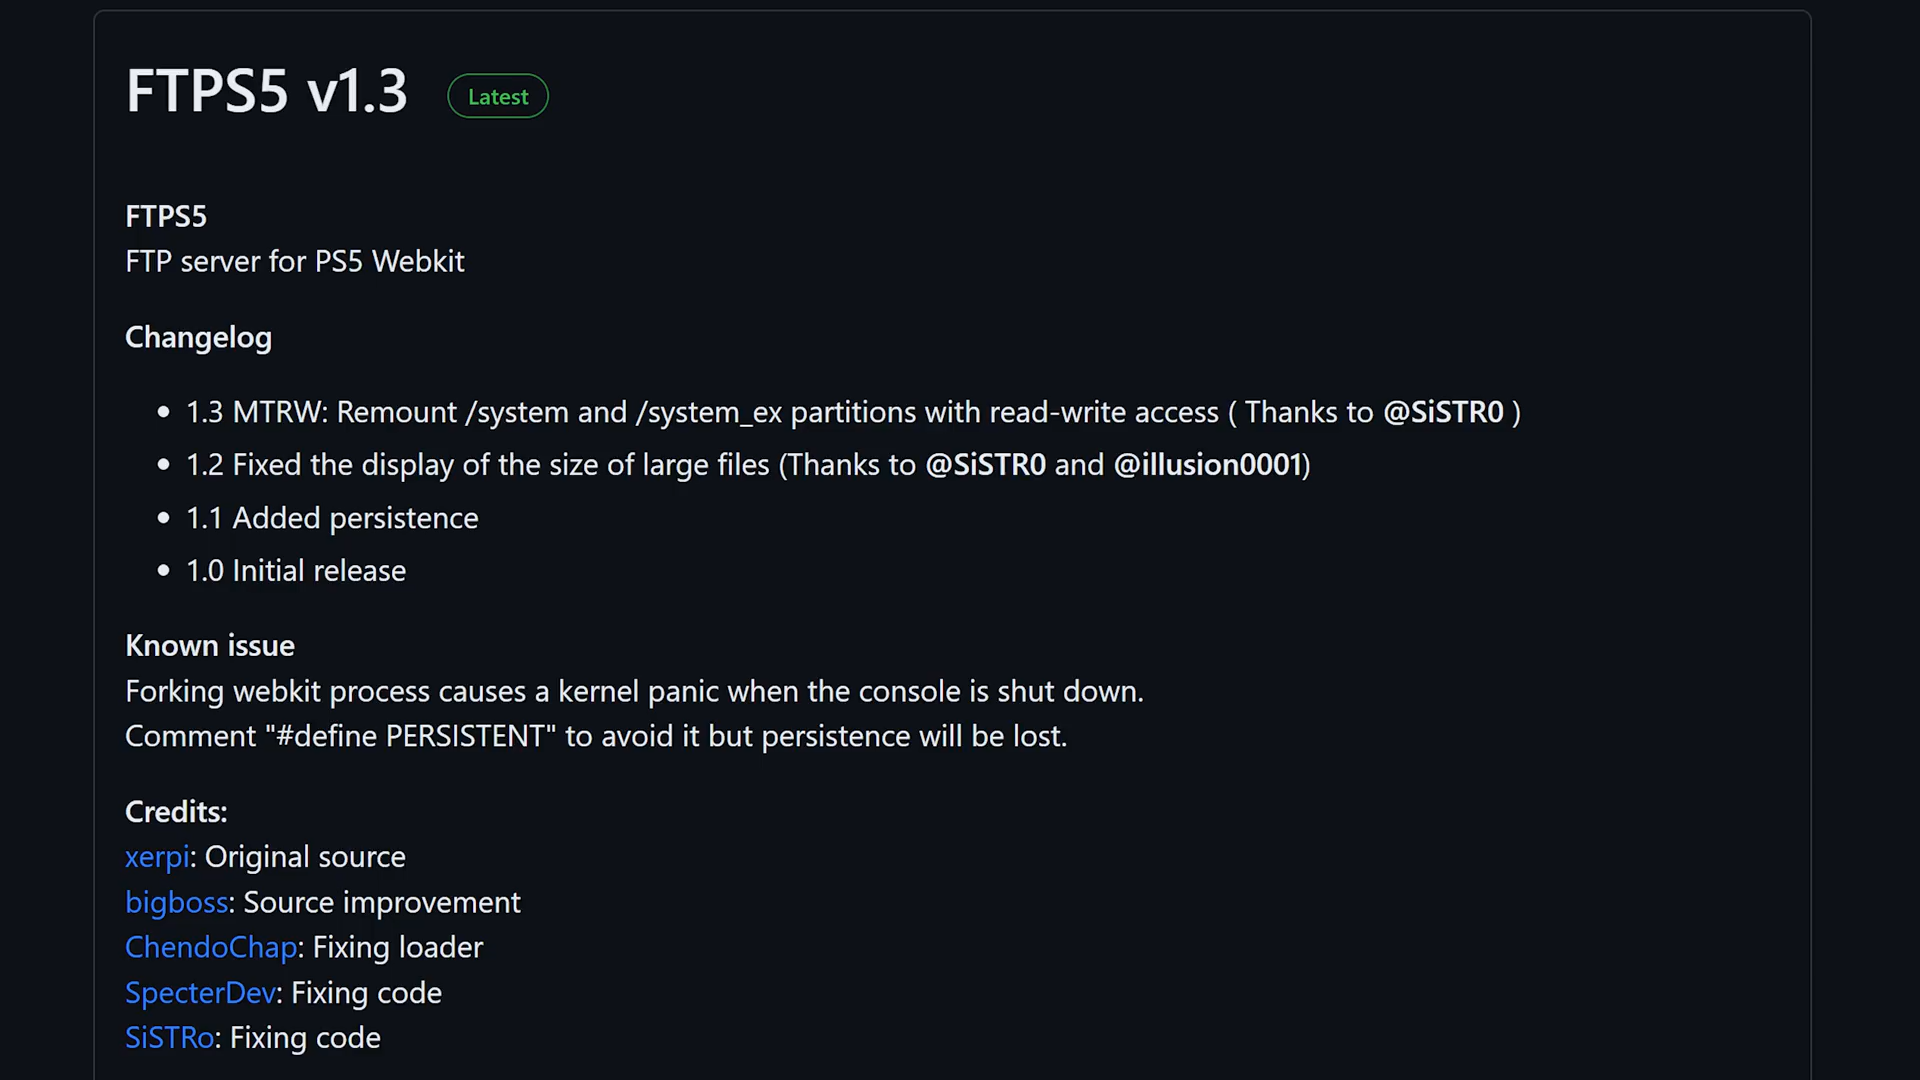 FTPS5 v1.3 Latest
FTPS5
FTP server for PS5 Webkit
Changelog
1.3 MTRW: Remount /system and /system_ex partitions with read-write access ( Thanks to @SiSTR0 )
1.2 Fixed the display of the size of large files (Thanks to @SiSTR0 and @illusion0001)
1.1 Added persistence
1.0 Initial release
Known issue
Forking webkit process causes a kernel panic when the console is shut down.
Comment "#define PERSISTENT" to avoid it but persistence will be lost.
Credits:
xerpi: Original source
bigboss: Source improvement
ChendoChap: Fixing loader
SpecterDev: Fixing code
SiSTRo: Fixing code